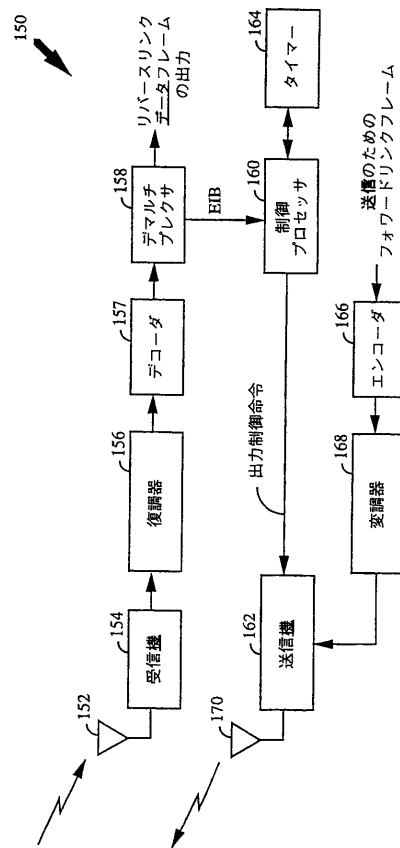 150
リバースリンク
データフレーム
の出力
152
154
受信機
156
復調器
157
デコーダ
158
デマルチ
プレクサ
EIB
160
制御
プロセッサ
164
タイマー
出力制御命令
170
162
送信機
168
変調器
166
エンコーダ
送信のための
フォワードリンクフレーム